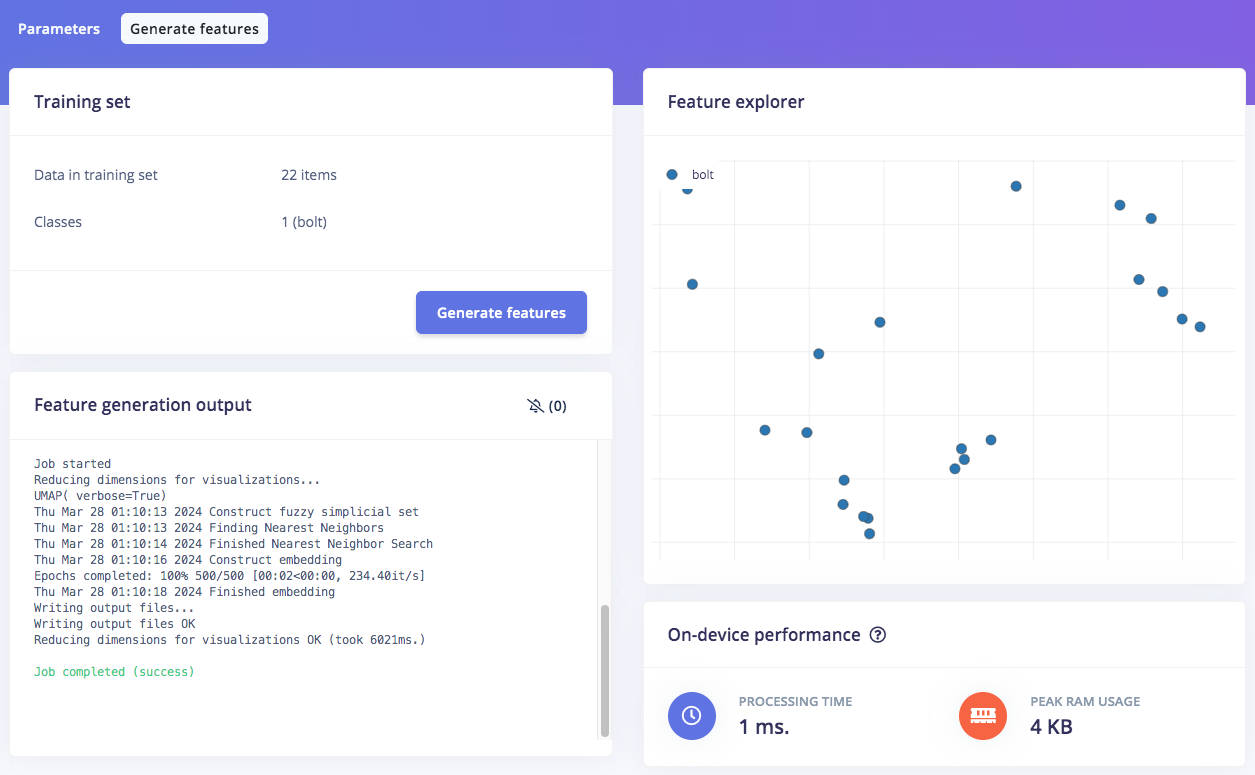 Parameters
Generate features
Training set
Data in training set 22 items
Classes 1 (bolt)
Generate features
Feature generation output (0)
Job started
Reducing dimensions for visualizations...
UMAP( verbose=True)
Thu Mar 28 01:10:13 2024 Construct fuzzy simplicial set
Thu Mar 28 01:10:13 2024 Finding Nearest Neighbors
Thu Mar 28 01:10:14 2024 Finished Nearest Neighbor Search
Thu Mar 28 01:10:16 2024 Construct embedding
Epochs completed: 100% 500/500 [00:02<00:00, 234.40it/s]
Thu Mar 28 01:10:18 2024 Finished embedding
Writing output files...
Writing output files OK
Reducing dimensions for visualizations OK (took 6021ms.)
Job completed (success)
Feature explorer
bolt
On-device performance ?
PROCESSING TIME
1 ms.
PEAK RAM USAGE
4 KB